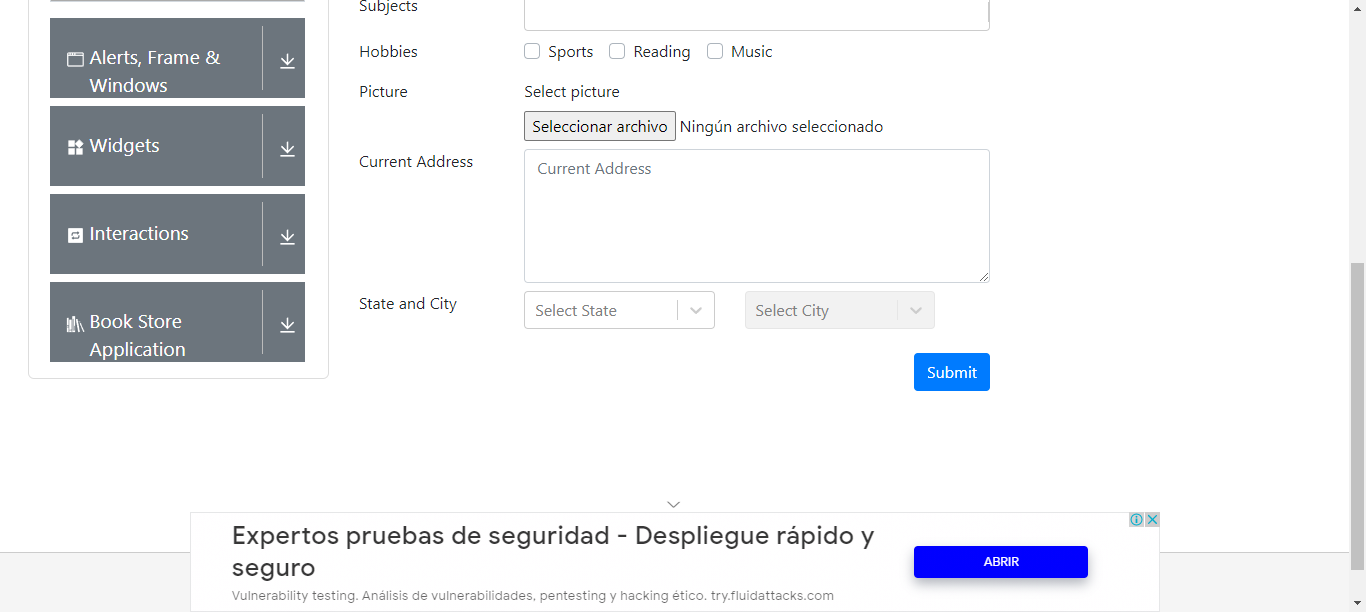 Alerts, Frame &
Windows
Widgets
Interactions
Book Store
Application
Subjects
Hobbies
Sports Reading Music
Picture Select picture
Seleccionar archivo Ningún archivo seleccionado
Current Address Current Address
State and City Select State Select City
Submit
Expertos pruebas de seguridad - Despliegue rápido y
seguro
Vulnerability testing. Análisis de vulnerabilidades, pentesting y hacking ético. try.fluidattacks.com
ABRIR